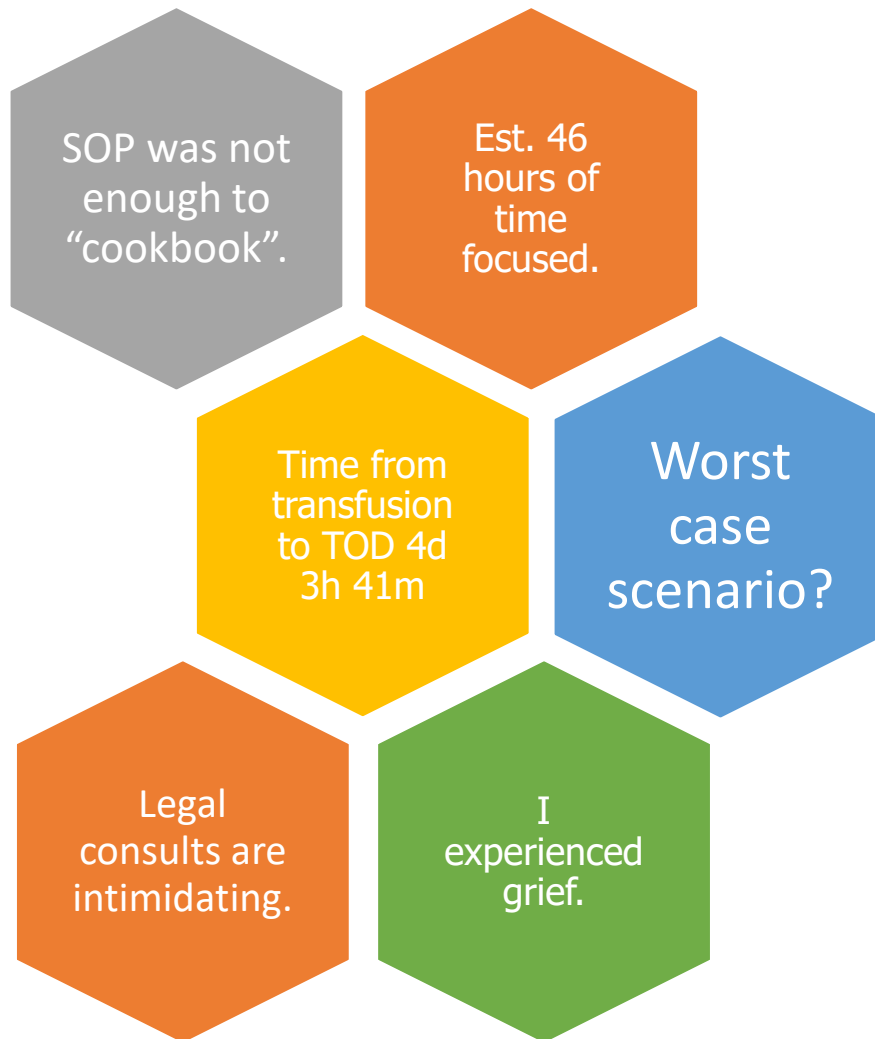 SOP was not
enough to
“cookbook”.
Est. 46
hours of
time
focused.
Time from
transfusion
to TOD 4d
3h 41m
Worst
case
scenario?
Legal
consults are
intimidating.
I
experienced
grief.